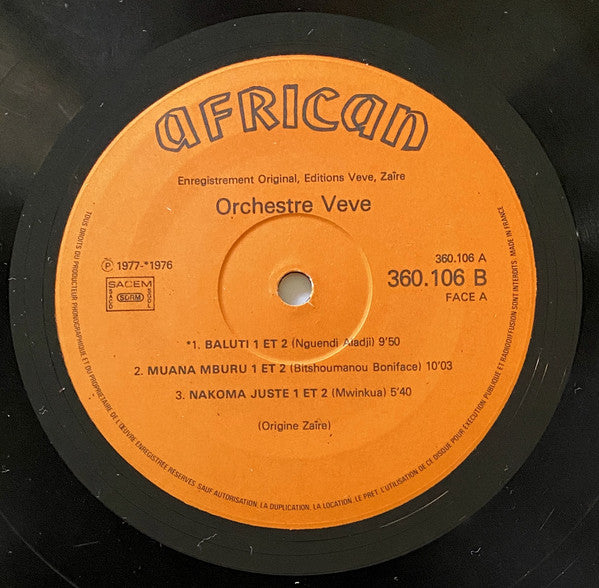 aFRICan
Enregistrement Original, Editions Veve, Zaïre
Orchestre Veve
℗ 1977-*1976
360.106 A
360.106 B
FACE A
SACEM
SACD
SDRM
SGDL
*1. BALUTI 1 ET 2 (Nguendi Aladji) 9'50
2. MUANA MBURU 1 ET 2 (Bitshoumanou Boniface) 10'03
3. NAKOMA JUSTE 1 ET 2 (Mwinkua) 5'40
(Origine Zaïre)
TOUS DROITS DU PRODUCTEUR PHONOGRAPHIQUE ET DU PROPRIETAIRE DE L'ŒUVRE ENREGISTREE RESERVES. SAUF AUTORISATION, LA DUPLICATION, LA LOCATION, LE PRET, L'UTILISATION DE CE DISQUE POUR EXECUTION PUBLIQUE ET RADIODIFFUSION SONT INTERDITS. MADE IN FRANCE